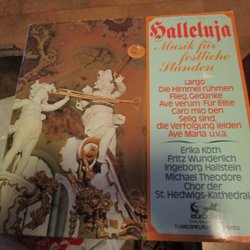 Halleluja
Musik für
festliche
Stunden
Largo
Die Himmel rühmen
Flieg, Gedanke
Ave verum Für Elise
Caro mio ben
Selig sind,
die Verfolgung leiden
Ave Maria u.v.a.
Erika Köth
Fritz Wunderlich
Ingeborg Hallstein
Michael Theodore
Chor der
St. Hedwigs-Kathedrale